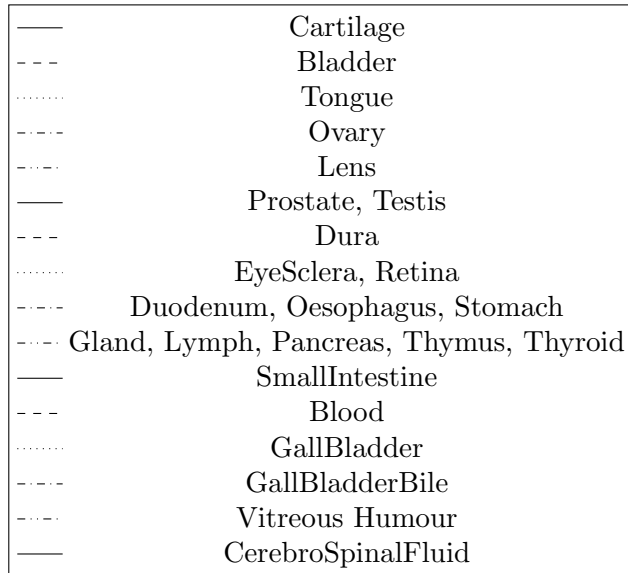 Cartilage
Bladder
Tongue
Ovary
Lens
Prostate, Testis
Dura
EyeSclera, Retina
Duodenum, Oesophagus, Stomach
Gland, Lymph, Pancreas, Thymus, Thyroid
SmallIntestine
Blood
GallBladder
GallBladderBile
Vitreous Humour
CerebroSpinalFluid